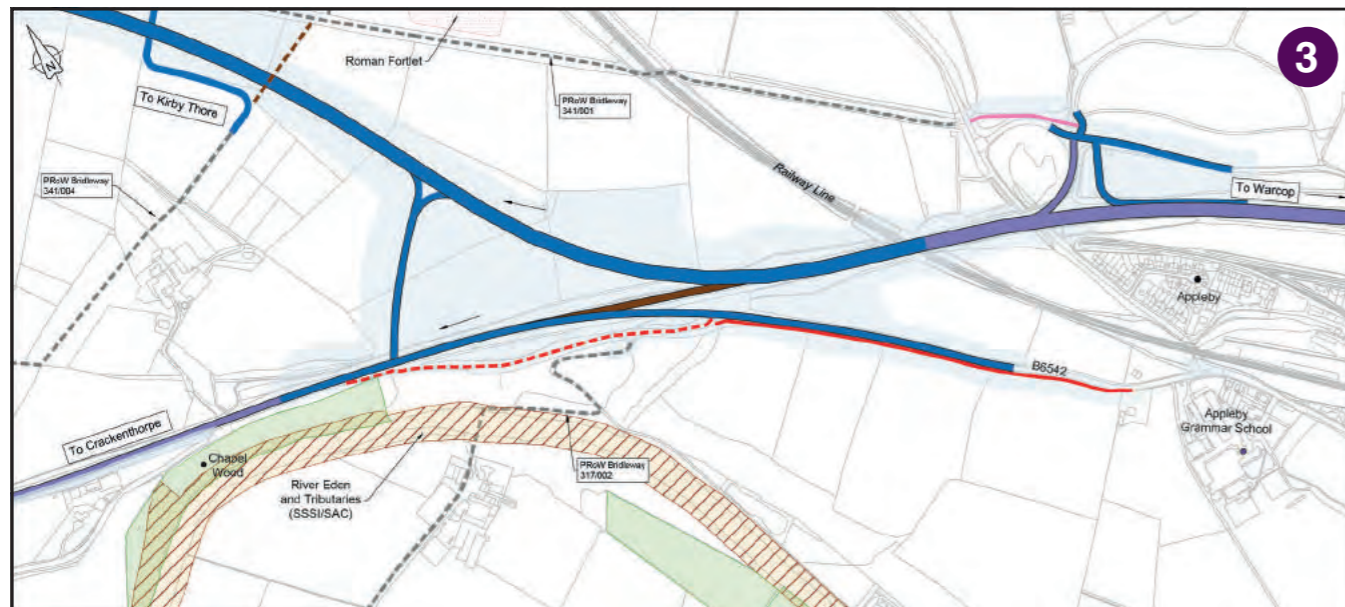 3
N
Roman Fortlet
To Kirby Thore
PRoW Bridleway
341/001
PRoW Bridleway
341/004
Railway Line
To Warcop
Appleby
B6542
Appleby
Grammar School
To Crackenthorpe
Chapel
Wood
River Eden
and Tributaries
(SSSI/SAC)
PRoW Bridleway
317/002